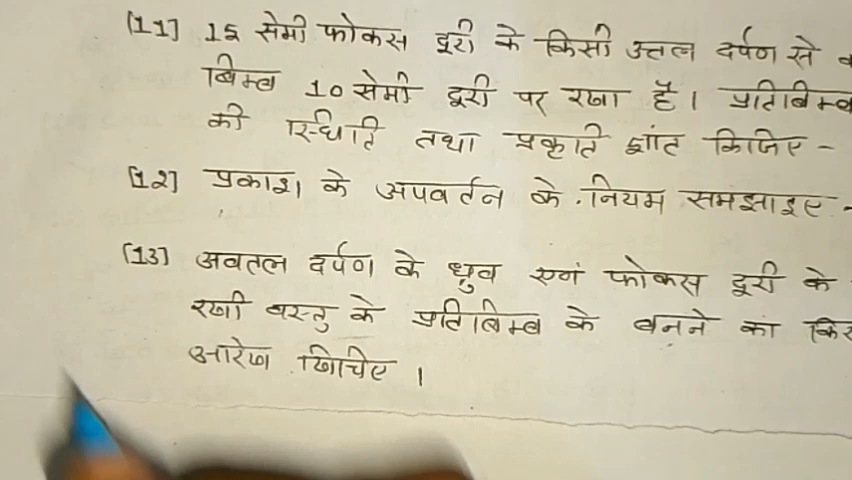 [11] 15 सेमी फोकस दूरी के किसी उत्तल दर्पण से
बिम्ब 10 सेमी दूरी पर रखा है। प्रतिबिम्ब
की स्थिति तथा प्रकृति ज्ञांत किजिए -
[12] प्रकाश के अपवर्तन के नियम समझाइए -
[13] अवतल दर्पण के ध्रुव एवं फोकस दूरी के
रखी वस्तु के प्रतिबिम्ब के बनने का
आरेख खिचिए ।